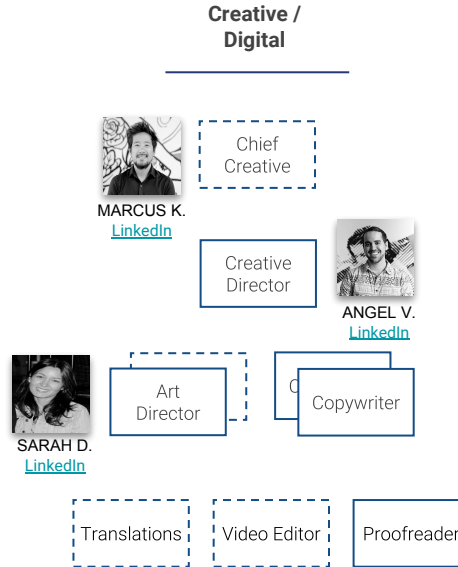 Creative /
Digital
Chief
Creative
MARCUS K.
LinkedIn
Creative
Director
ANGEL V.
LinkedIn
Art
Director
Copywriter
SARAH D.
LinkedIn
Translations
Video Editor
Proofreader